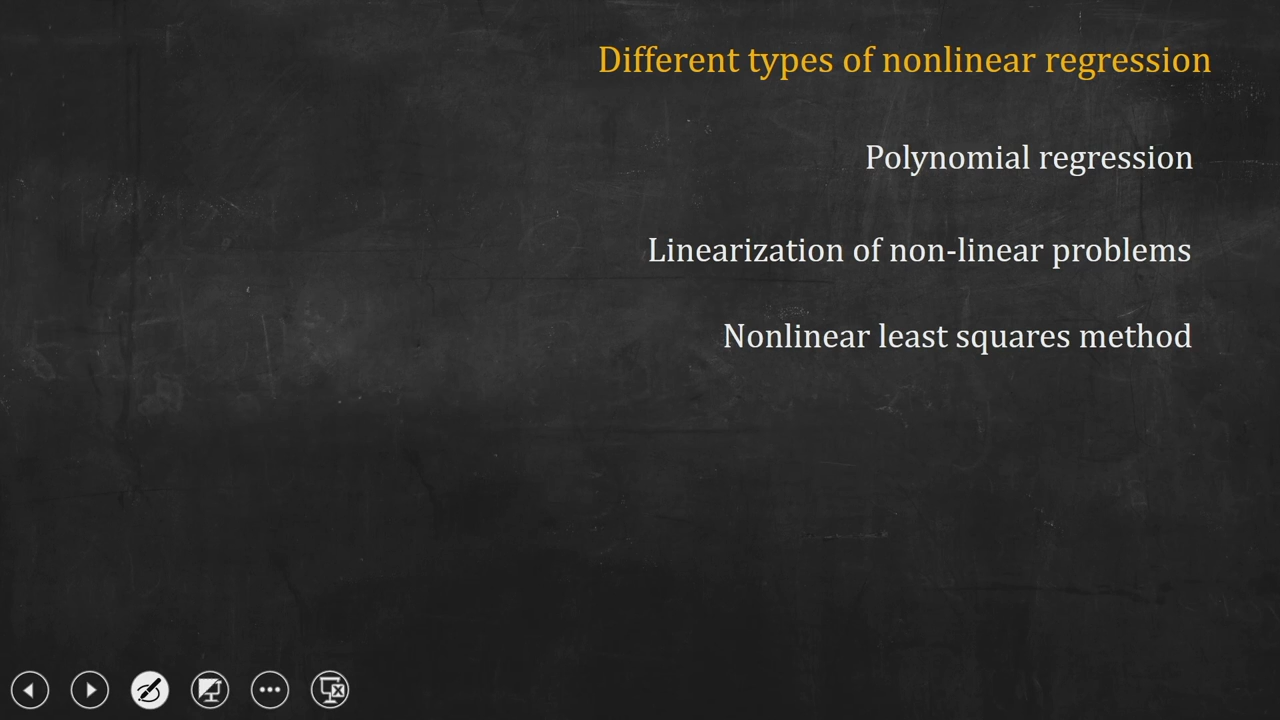 Different types of nonlinear regression
Polynomial regression
Linearization of non-linear problems
Nonlinear least squares method